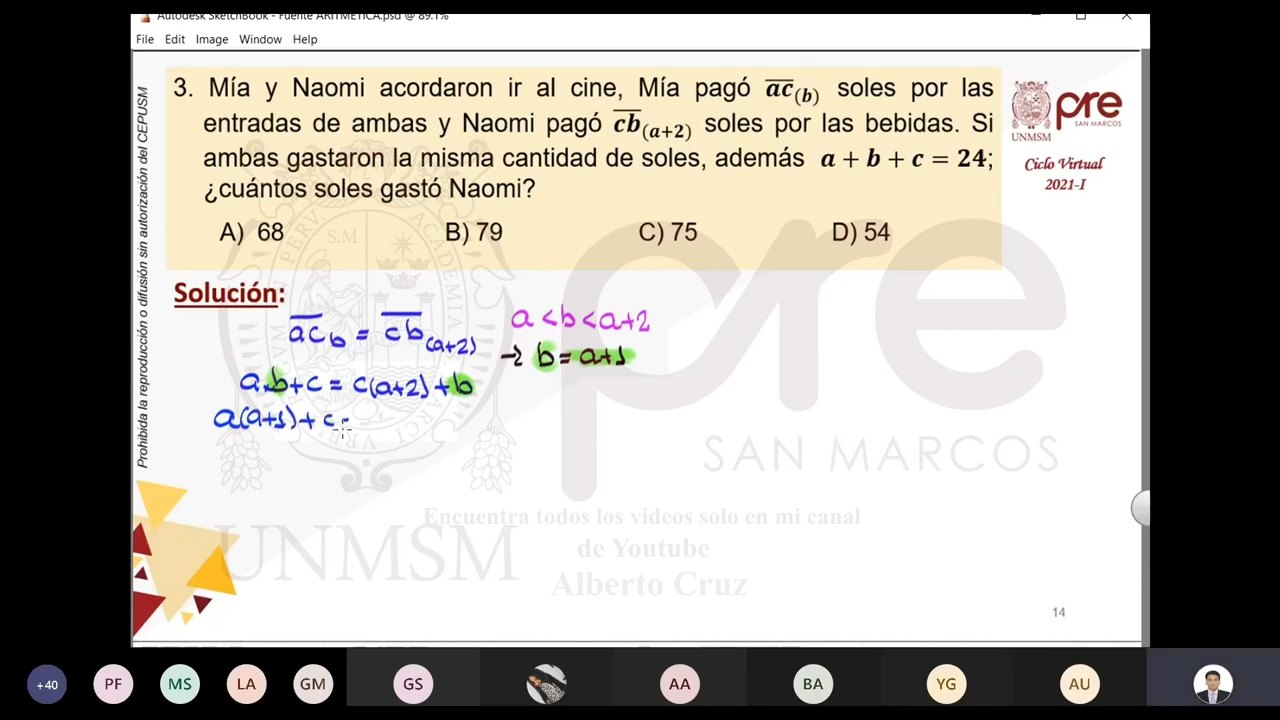 Autodesk SketchBook - Fuente ARITMETICA.psd @ 89.1%
File Edit Image Window Help
3. Mía y Naomi acordaron ir al cine, Mía pagó a̅c̅₍b₎ soles por las
entradas de ambos y Naomi pagó c̅b̅₍a+2₎ soles por las bebidas. Si
ambas gastaron la misma cantidad de soles, además a + b + c = 24;
¿cuántos soles gastó Naomi?
A) 68 B) 79 C) 75 D) 54
UNMSM
pre
SAN MARCOS
Ciclo Virtual
2021-I
Prohibida la reproducción o difusión sin autorización del CEPUSM
Solución:
a̅c̅ b = c̅b̅ (a+2)
a < b < a+2
→ b = a+1
a.b + c = c(a+2) + b
a(a+1) + c =
S.M
pre
SAN MARCOS
UNMSM
Encuentra todos los videos solo en mi canal
de Youtube
Alberto Cruz
14
+40 PF MS LA GM GS AA BA YG AU